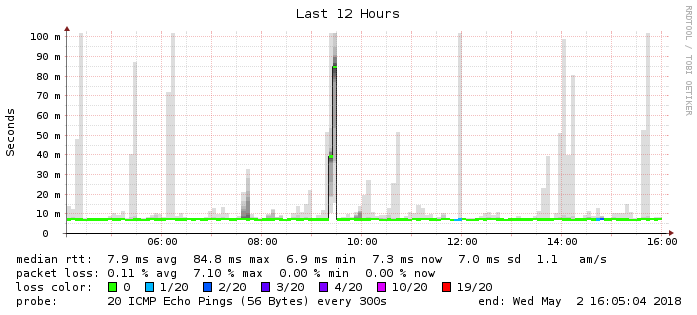 Last 12 Hours
RRDTOOL / TOBI OETIKER
Seconds
100 m
90 m
80 m
70 m
60 m
50 m
40 m
30 m
20 m
10 m
0
06:00 08:00 10:00 12:00 14:00 16:00
median rtt: 7.9 ms avg 84.8 ms max 6.9 ms min 7.3 ms now 7.0 ms sd 1.1 am/s
packet loss: 0.11 % avg 7.10 % max 0.00 % min 0.00 % now
loss color: 0 1/20 2/20 3/20 4/20 10/20 19/20
probe: 20 ICMP Echo Pings (56 Bytes) every 300s end: Wed May 2 16:05:04 2018